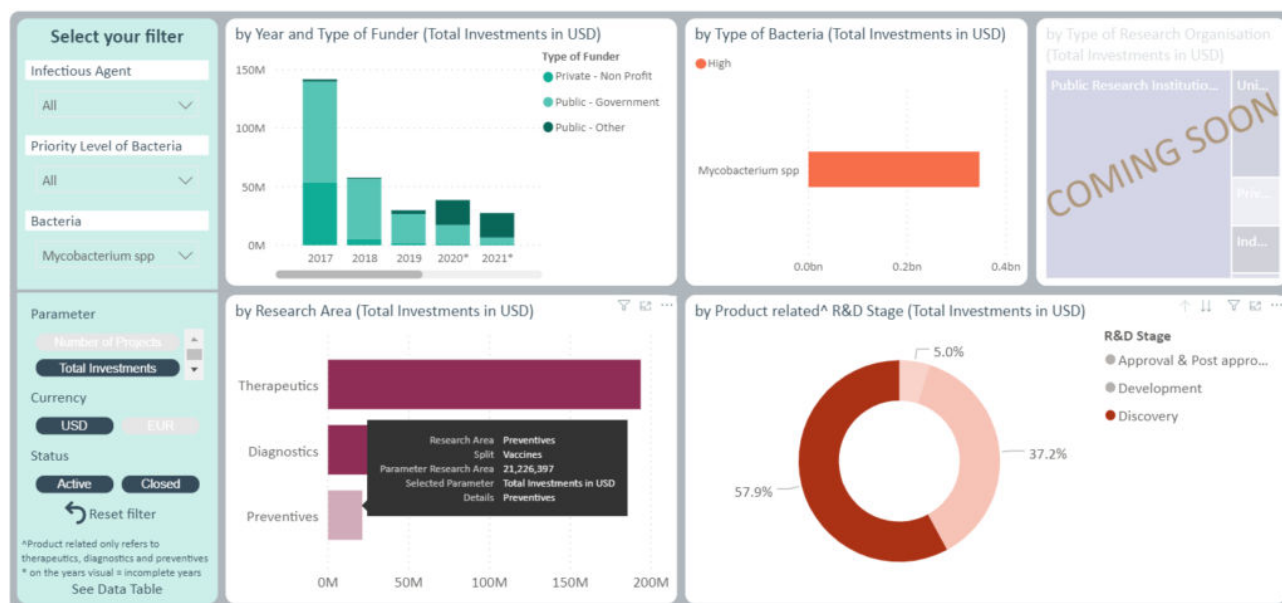 Select your filter
Infectious Agent
All
Priority Level of Bacteria
All
Bacteria
Mycobacterium spp
Parameter
Number of Projects
Total Investments
Currency
USD EUR
Status
Active Closed
Reset filter
^Product related only refers to
therapeutics, diagnostics and preventives
* on the years visual = incomplete years
See Data Table
by Year and Type of Funder (Total Investments in USD)
150M
100M
50M
0M
2017 2018 2019 2020* 2021*
Type of Funder
Private - Non Profit
Public - Government
Public - Other
by Type of Bacteria (Total Investments in USD)
High
Mycobacterium spp
0.0bn 0.2bn 0.4bn
by Type of Research Organisation
(Total Investments in USD)
Public Research Institutio... Uni...
COMING SOON
Priv...
Ind...
by Research Area (Total Investments in USD)
Therapeutics
Diagnostics
Preventives
Research Area Preventives
Split Vaccines
Parameter Research Area 21,226,397
Selected Parameter Total Investments in USD
Details Preventives
0M 50M 100M 150M 200M
by Product related^ R&D Stage (Total Investments in USD)
5.0%
37.2%
57.9%
R&D Stage
Approval & Post appro...
Development
Discovery